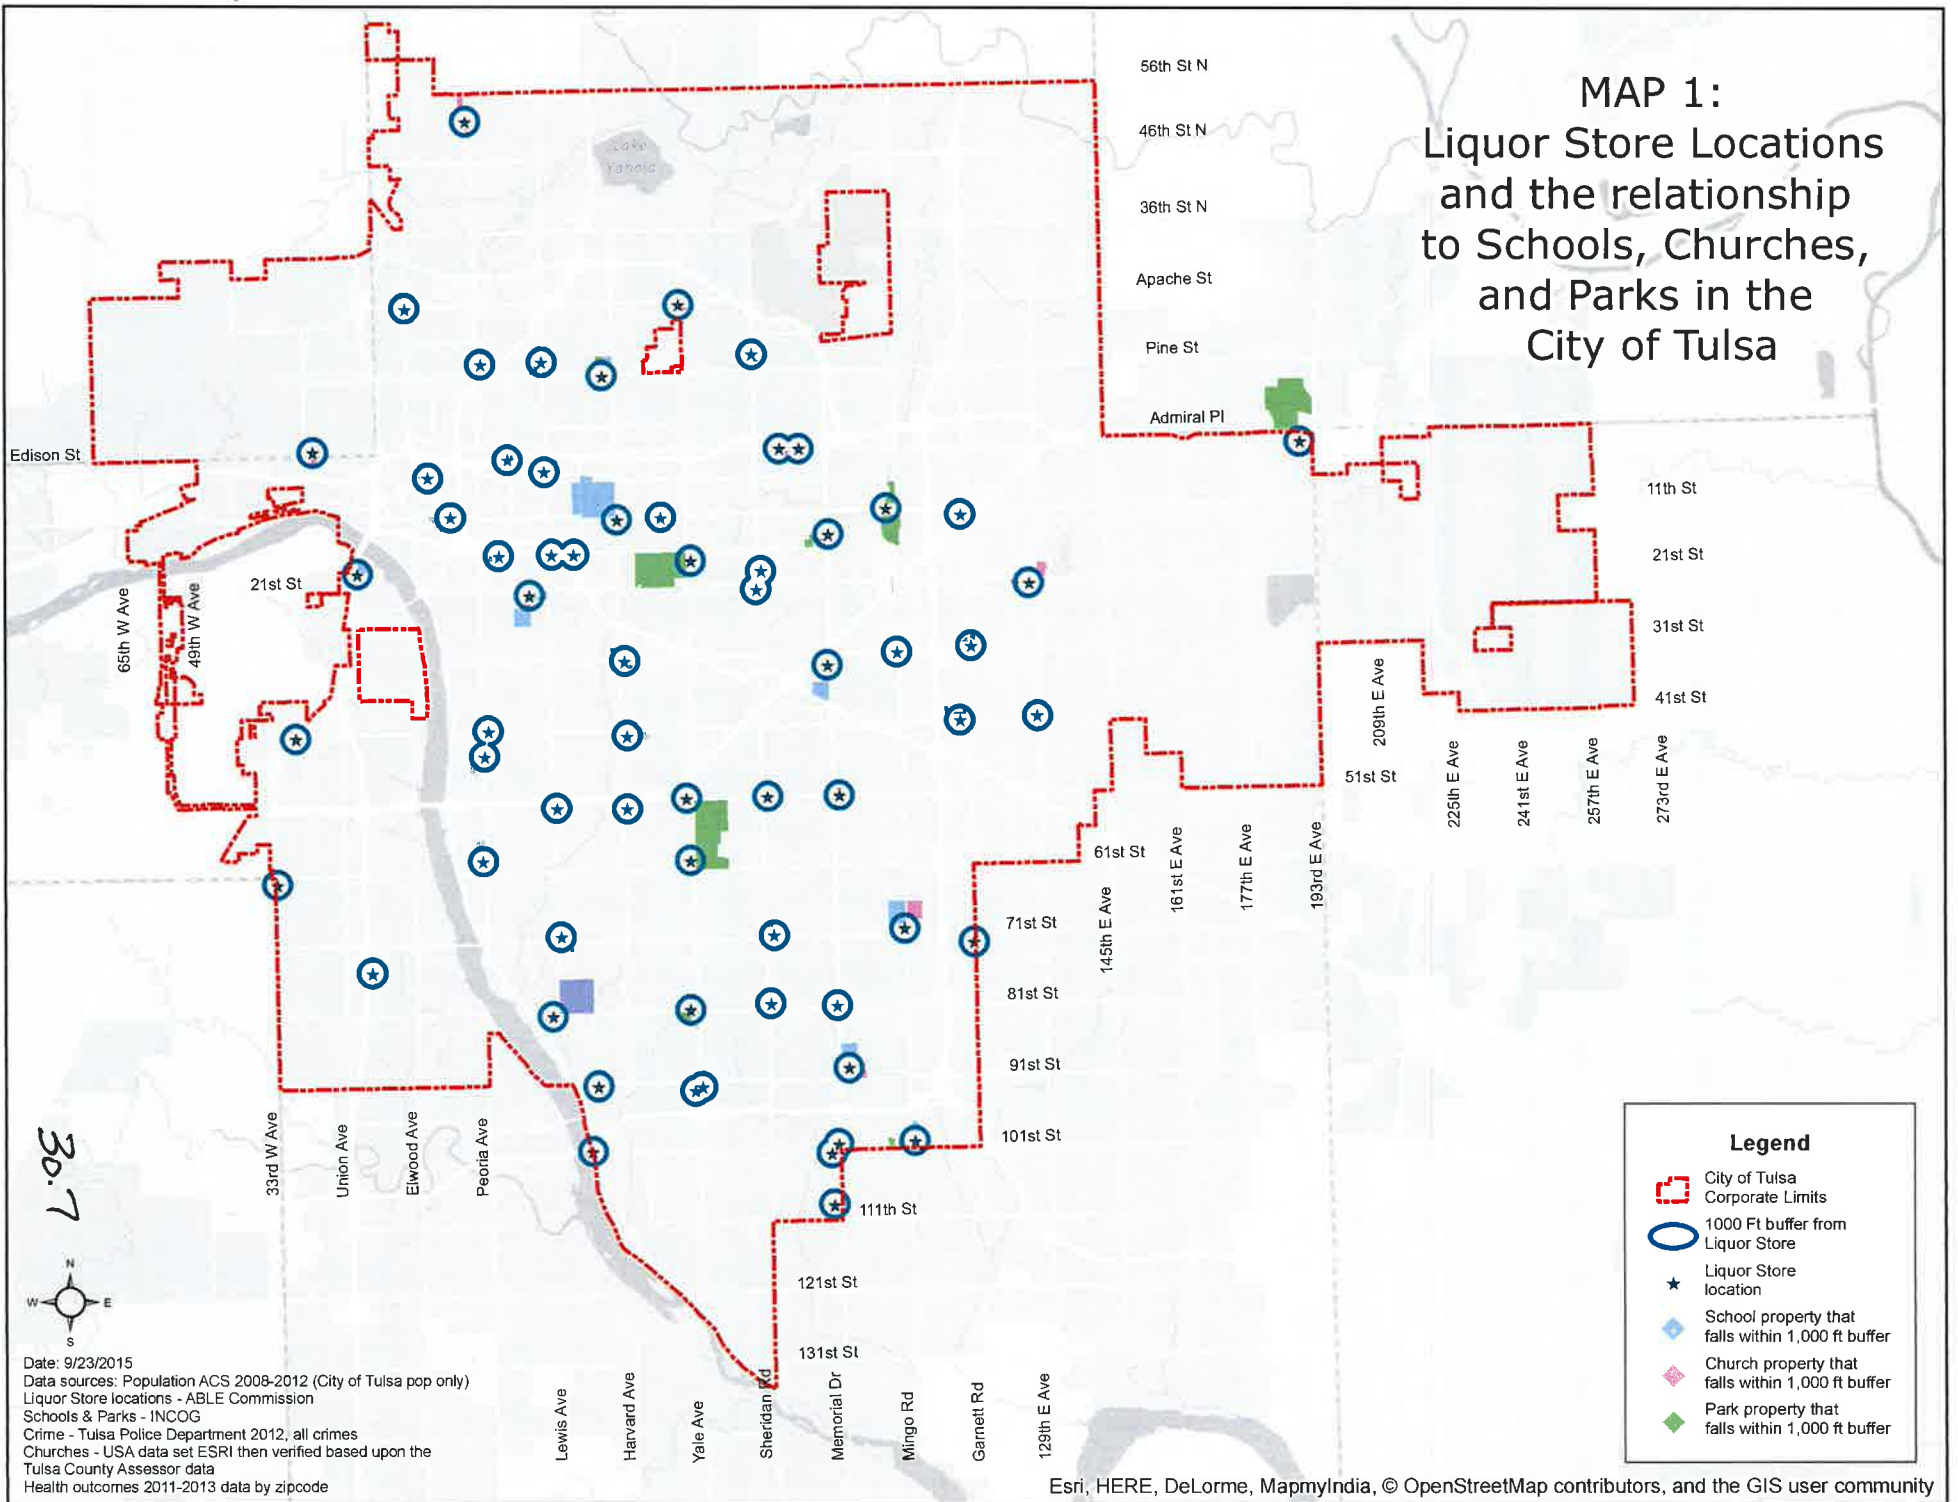 MAP 1:
Liquor Store Locations
and the relationship
to Schools, Churches,
and Parks in the
City of Tulsa
56th St N
46th St N
36th St N
Apache St
Pine St
Admiral Pl
Lake
Yahola
Edison St
11th St
21st St
31st St
41st St
21st St
65th W Ave
49th W Ave
209th E Ave
51st St
225th E Ave
241st E Ave
257th E Ave
273rd E Ave
61st St
145th E Ave
161st E Ave
177th E Ave
193rd E Ave
71st St
81st St
91st St
101st St
111th St
121st St
131st St
33rd W Ave
Union Ave
Elwood Ave
Peoria Ave
Lewis Ave
Harvard Ave
Yale Ave
Sheridan Rd
Memorial Dr
Mingo Rd
Garnett Rd
129th E Ave
30.7
N
W E
S
Legend
City of Tulsa
Corporate Limits
1000 Ft buffer from
Liquor Store
Liquor Store
location
School property that
falls within 1,000 ft buffer
Church property that
falls within 1,000 ft buffer
Park property that
falls within 1,000 ft buffer
Date: 9/23/2015
Data sources: Population ACS 2008-2012 (City of Tulsa pop only)
Liquor Store locations - ABLE Commission
Schools & Parks - INCOG
Crime - Tulsa Police Department 2012, all crimes
Churches - USA data set ESRI then verified based upon the
Tulsa County Assessor data
Health outcomes 2011-2013 data by zipcode
Esri, HERE, DeLorme, MapmyIndia, © OpenStreetMap contributors, and the GIS user community